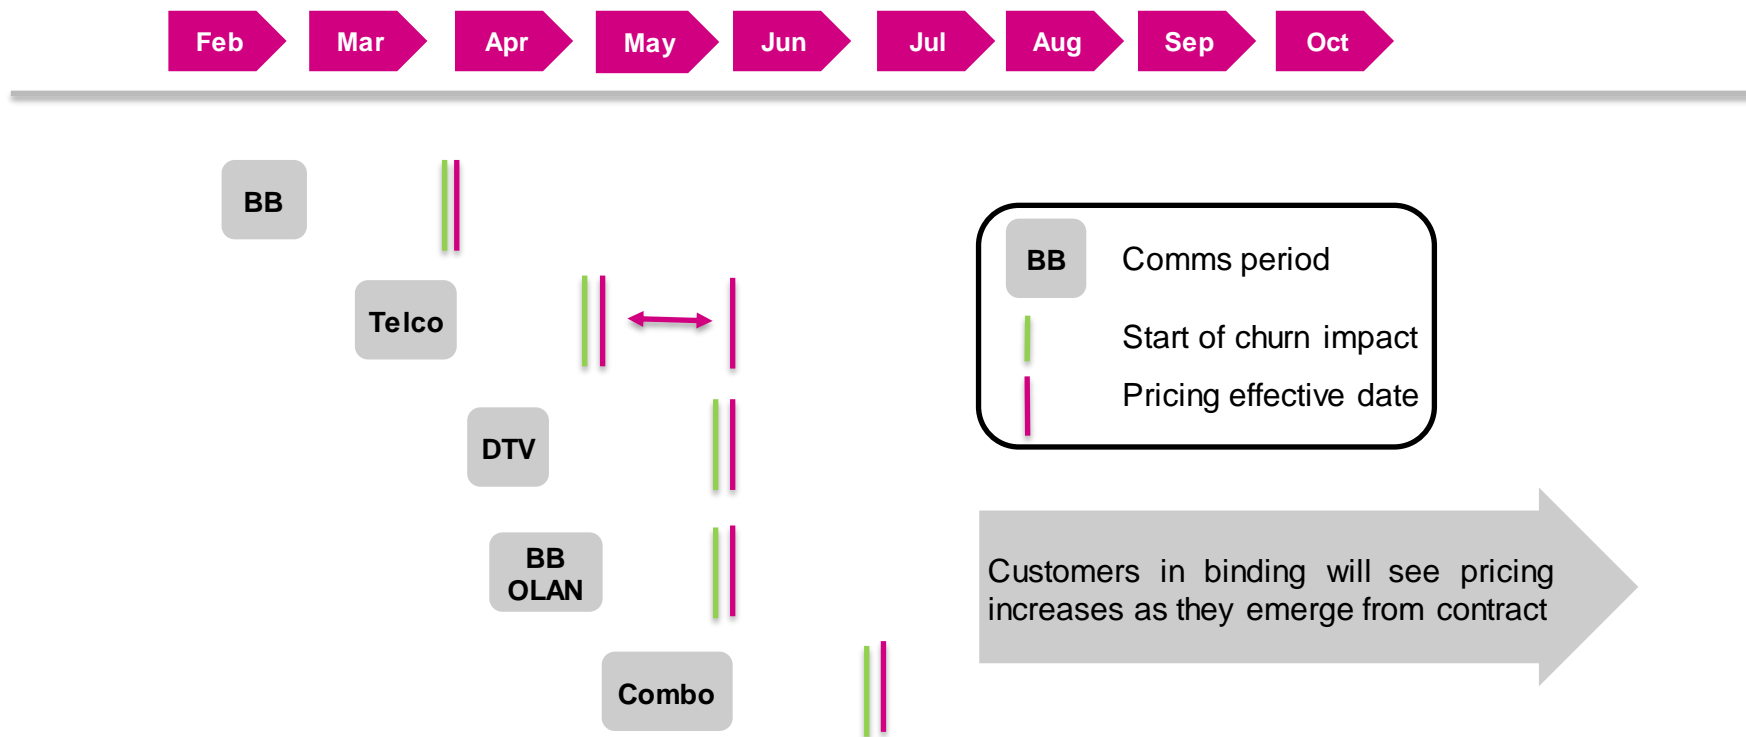 Feb
Mar
Apr
May
Jun
Jul
Aug
Sep
Oct
BB
Telco
DTV
BB
OLAN
Combo
BB
Comms period
Start of churn impact
Pricing effective date
Customers in binding will see pricing
increases as they emerge from contract